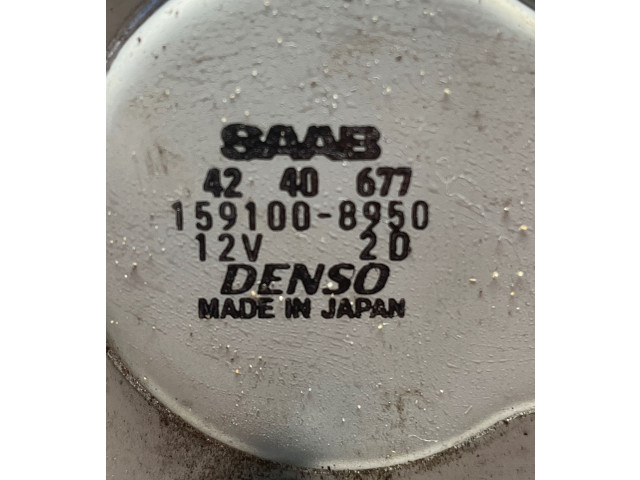 SAAB
42 40 677
159100-8950
12V 2D
DENSO
MADE IN JAPAN